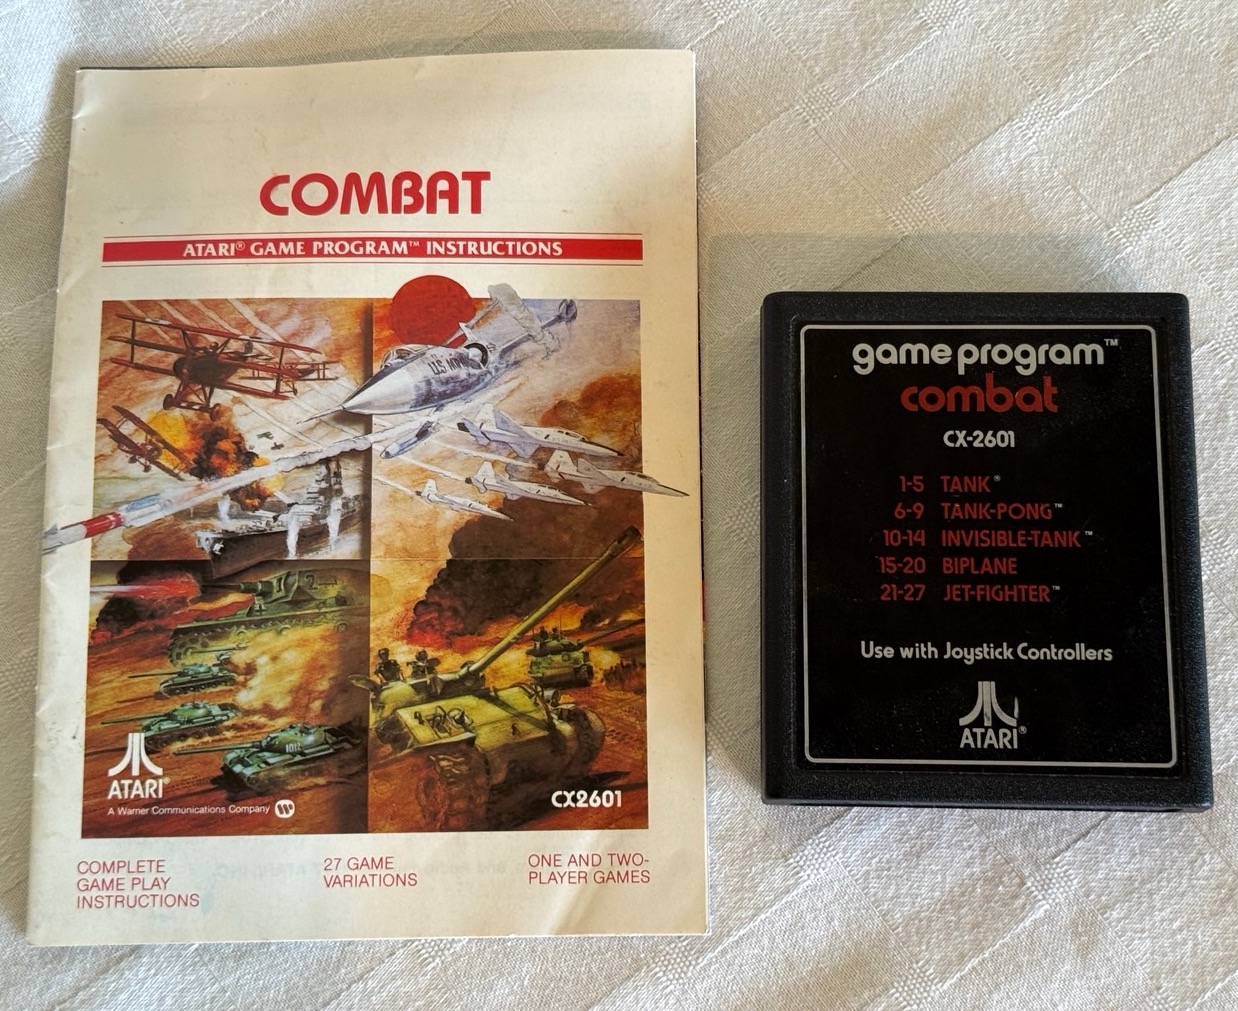 COMBAT
ATARI® GAME PROGRAM™ INSTRUCTIONS
U.S
1012
ATARI®
A Warner Communications Company
CX2601
COMPLETE
GAME PLAY
INSTRUCTIONS
27 GAME
VARIATIONS
ONE AND TWO-
PLAYER GAMES
game program™
combat
CX-2601
1-5 TANK®
6-9 TANK-PONG™
10-14 INVISIBLE-TANK™
15-20 BIPLANE
21-27 JET-FIGHTER™
Use with Joystick Controllers
ATARI®